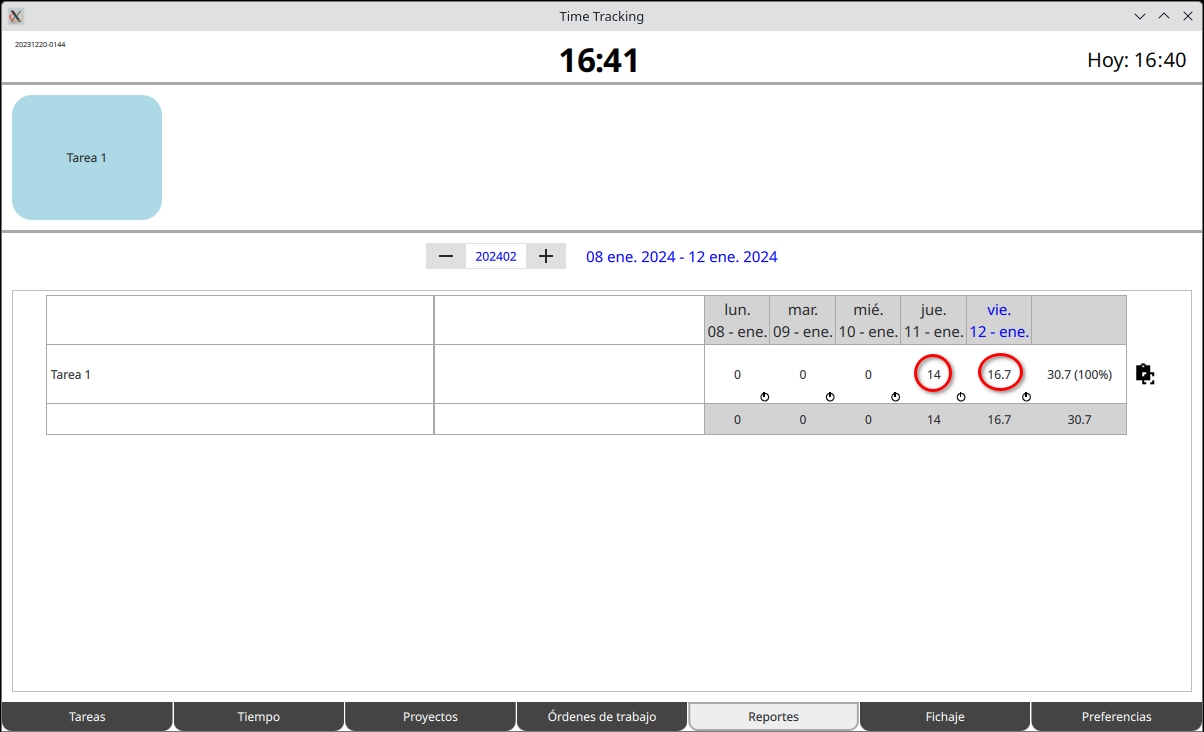 Time Tracking
20231220-0144
16:41
Hoy: 16:40
Tarea 1
202402
08 ene. 2024 - 12 ene. 2024
lun. mar. mié. jue. vie.
08 - ene. 09 - ene. 10 - ene. 11 - ene. 12 - ene.
Tarea 1 0 0 0 14 16.7 30.7 (100%)
0 0 0 14 16.7 30.7
Tareas Tiempo Proyectos Órdenes de trabajo Reportes Fichaje Preferencias